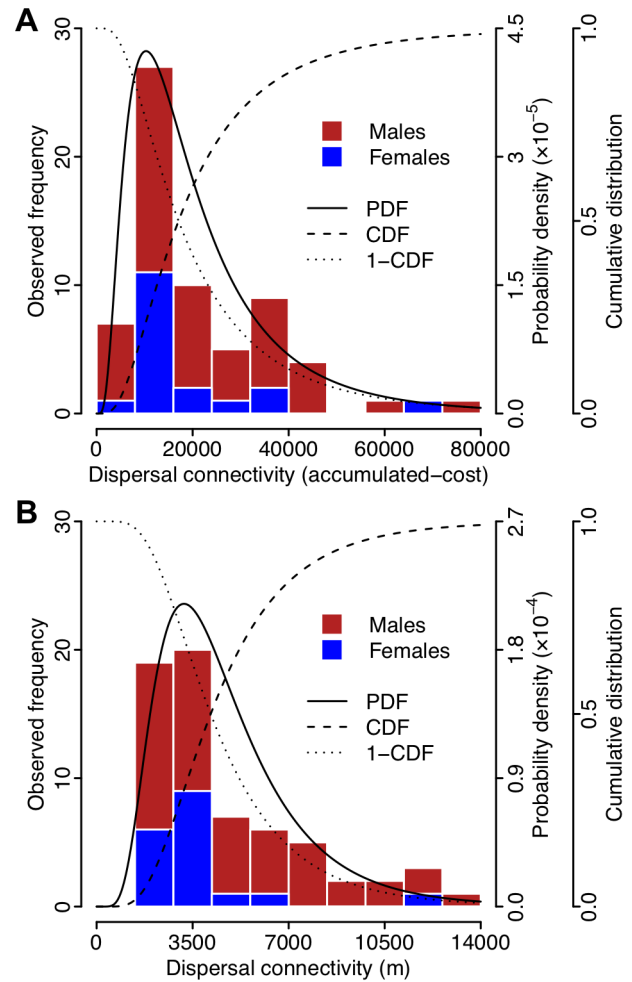 A
30
20
10
0
Observed frequency
Males
Females
PDF
CDF
1−CDF
4.5
3
1.5
0.0
Probability density (×10−5)
1.0
0.5
0.0
Cumulative distribution
0 20000 40000 60000 80000
Dispersal connectivity (accumulated−cost)
B
30
20
10
0
Observed frequency
Males
Females
PDF
CDF
1−CDF
2.7
1.8
0.9
0.0
Probability density (×10−4)
1.0
0.5
0.0
Cumulative distribution
0 3500 7000 10500 14000
Dispersal connectivity (m)